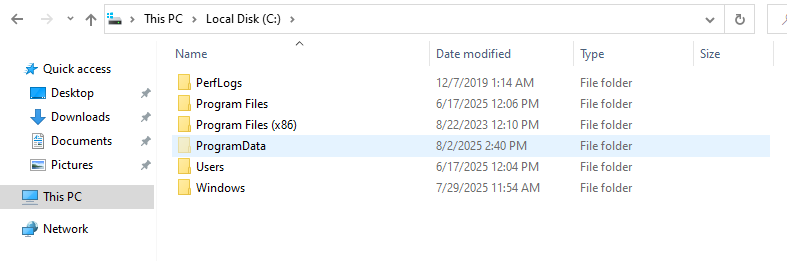 This PC > Local Disk (C:) >
Name Date modified Type Size
Quick access
Desktop
Downloads
Documents
Pictures
This PC
Network
PerfLogs 12/7/2019 1:14 AM File folder
Program Files 6/17/2025 12:06 PM File folder
Program Files (x86) 8/22/2023 12:10 PM File folder
ProgramData 8/2/2025 2:40 PM File folder
Users 6/17/2025 12:04 PM File folder
Windows 7/29/2025 11:54 AM File folder